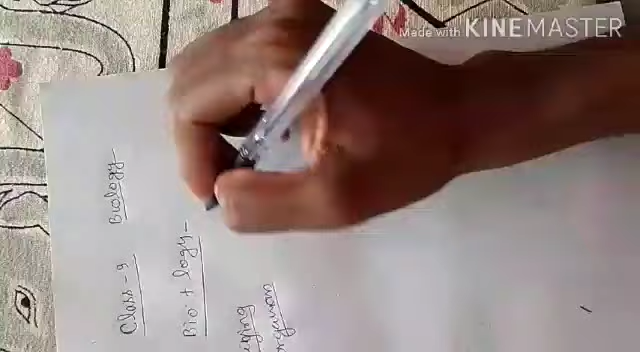 Made with KINEMASTER
Class - 9 Biology -
Bio + logy -